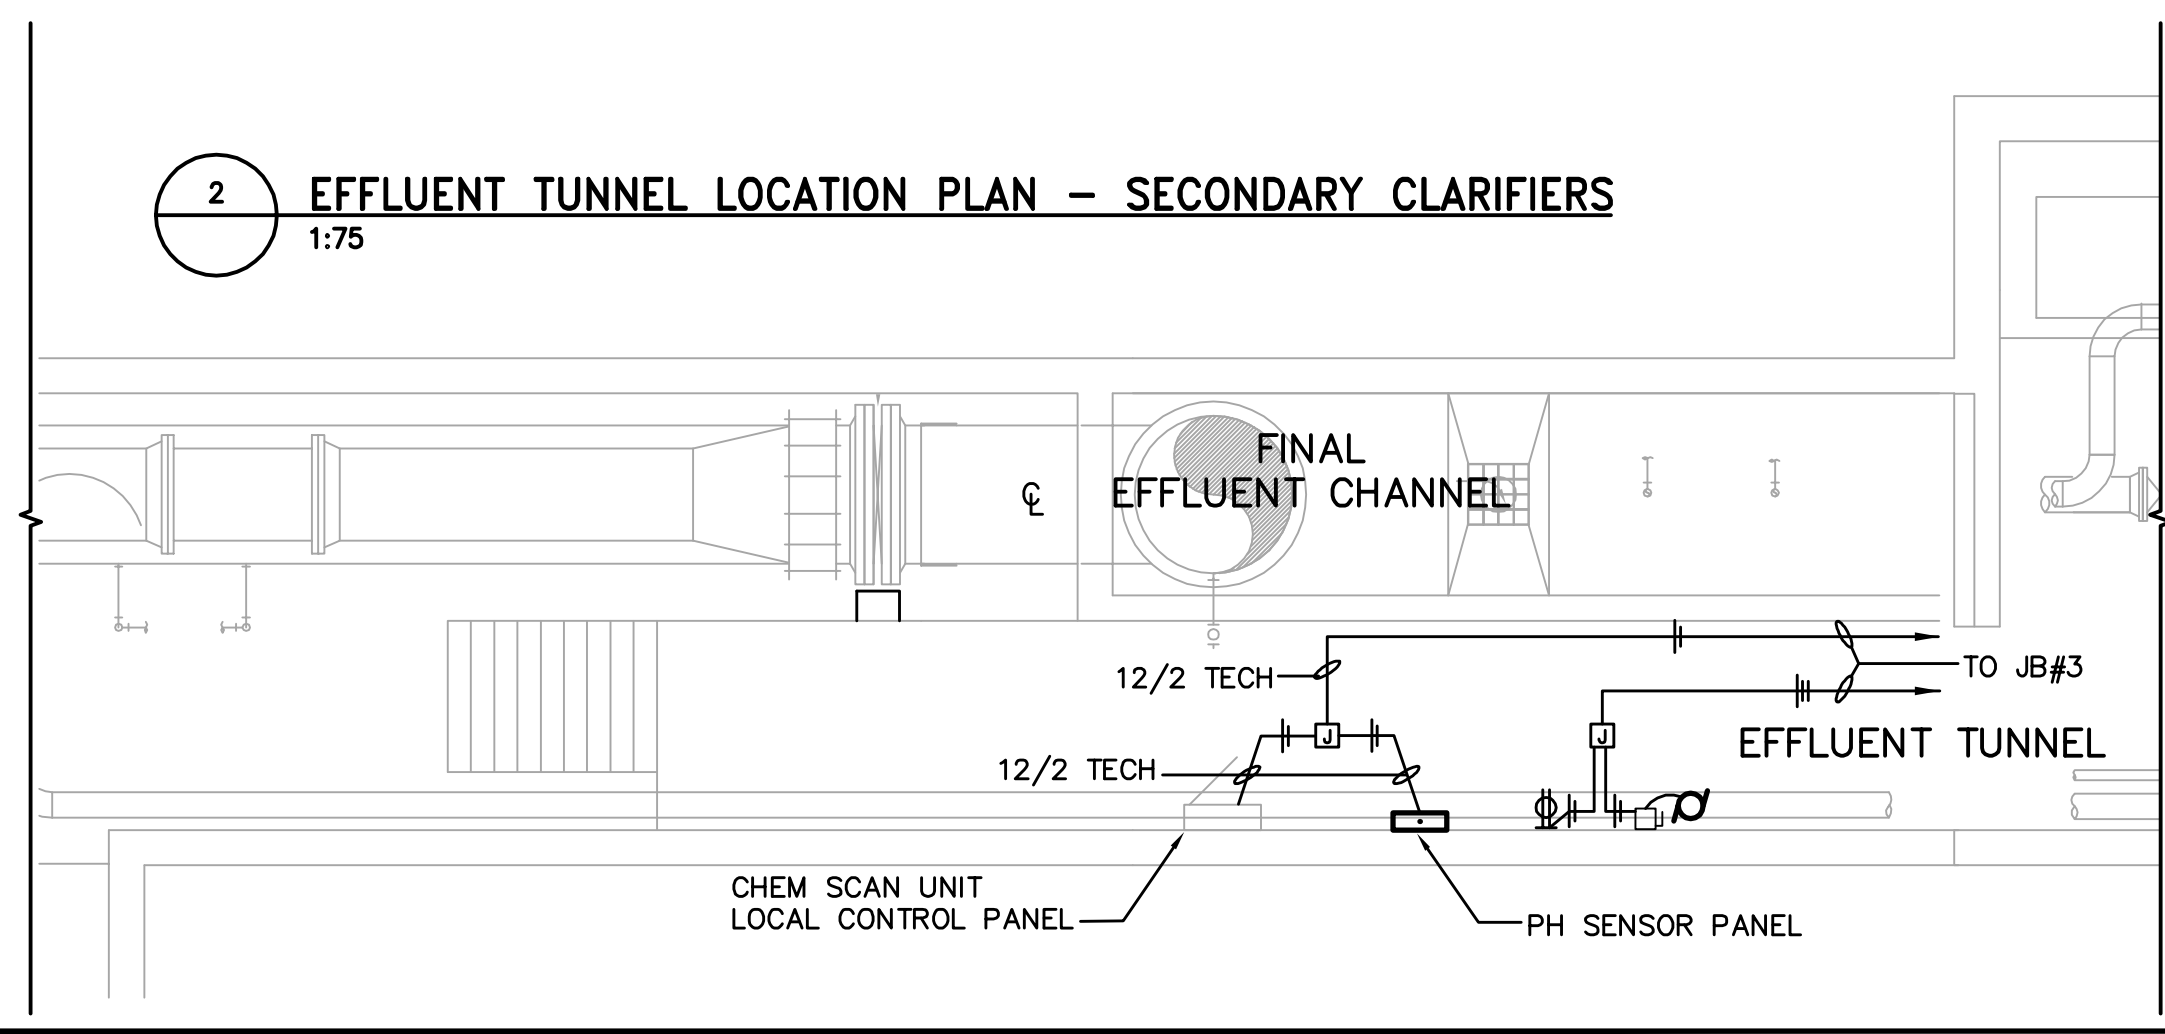 2
EFFLUENT TUNNEL LOCATION PLAN - SECONDARY CLARIFIERS
1:75
FINAL
EFFLUENT CHANNEL
CL
12/2 TECH
TO JB#3
J
J
EFFLUENT TUNNEL
12/2 TECH
CHEM SCAN UNIT
LOCAL CONTROL PANEL
PH SENSOR PANEL